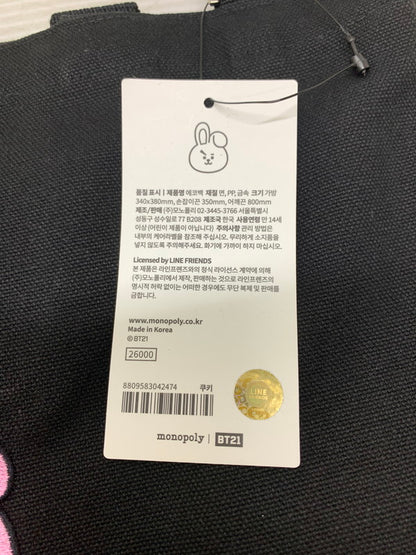 품질 표시 | 제품명 에코백 재질 면, PP, 금속 크기 가방
340x380mm, 손잡이끈 350mm, 어깨끈 800mm
제조/판매 (주)모노폴리 02-3445-3766 서울특별시
성동구 성수일로 77 B208 제조국 한국 사용연령 만 14세
이상 (어린이 제품이 아닙니다) 주의사항 관리 방법은
내부의 케어라벨을 참조해 주십시오. 무리하게 소지품을
넣지 않도록 해주세요. 화기에 가까이 하지 마십시오.
Licensed by LINE FRIENDS
본 제품은 라인프렌즈와의 정식 라이선스 계약에 의해
(주)모노폴리에서 제작, 판매하는 것으로 라인프렌즈의
명시적 허락 없이는 어떠한 경우에도 무단 복제 및 판매를
금합니다.
www.monopoly.co.kr
Made in Korea
© BT21
26000
8809583042474 쿠키
LINE
FRIENDS
monopoly | BT21